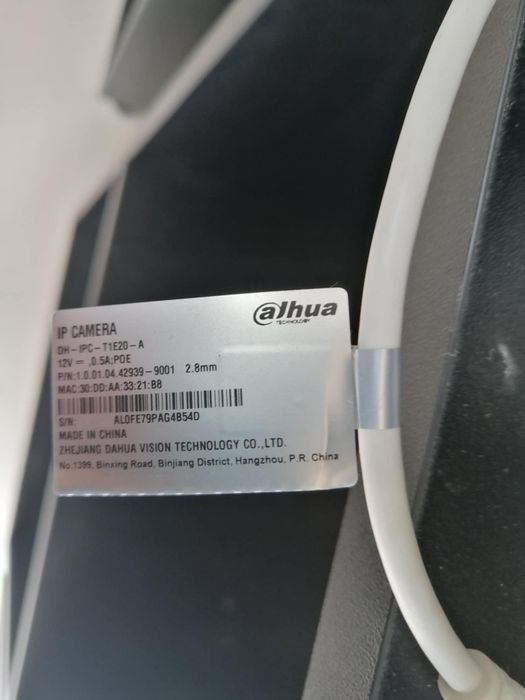 alhua
TECHNOLOGY
IP CAMERA
DH-IPC-T1E20-A
12V ⎓ ,0.5A;POE
P/N:1.0.01.04.42939-9001 2.8mm
MAC:30:DD:AA:33:21:B8
S/N: AL0FE79PAG4B54D
MADE IN CHINA
ZHEJIANG DAHUA VISION TECHNOLOGY CO.,LTD.
No.1399, Binxing Road, Binjiang District, Hangzhou, P.R. China